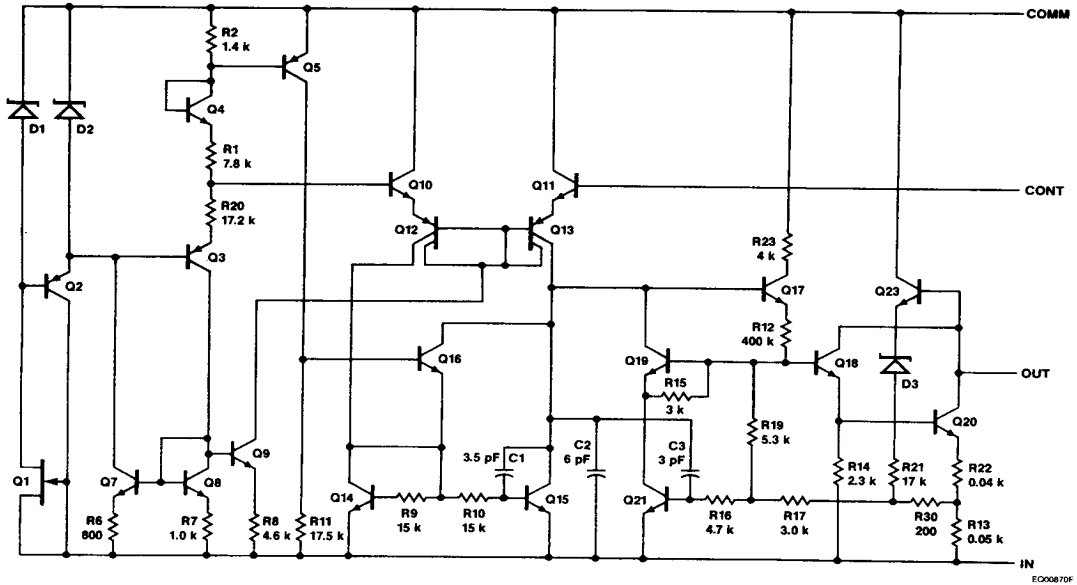 COMM
R2
1.4 k
Q5
Q4
D1
D2
R1
7.8 k
Q10
Q11
CONT
R20
17.2 k
Q12
Q13
Q3
R23
4 k
Q2
Q17
Q23
R12
400 k
Q16
Q19
Q18
D3
OUT
R15
3 k
Q20
R19
5.3 k
Q9
3.5 pF
C1
C2
6 pF
C3
3 pF
Q1
Q7
Q8
Q14
R9
15 k
R10
15 k
Q15
Q21
R16
4.7 k
R17
3.0 k
R14
2.3 k
R21
17 k
R22
0.04 k
R30
200
R13
0.05 k
R6
800
R7
1.0 k
R8
4.6 k
R11
17.5 k
IN
EQ00870F